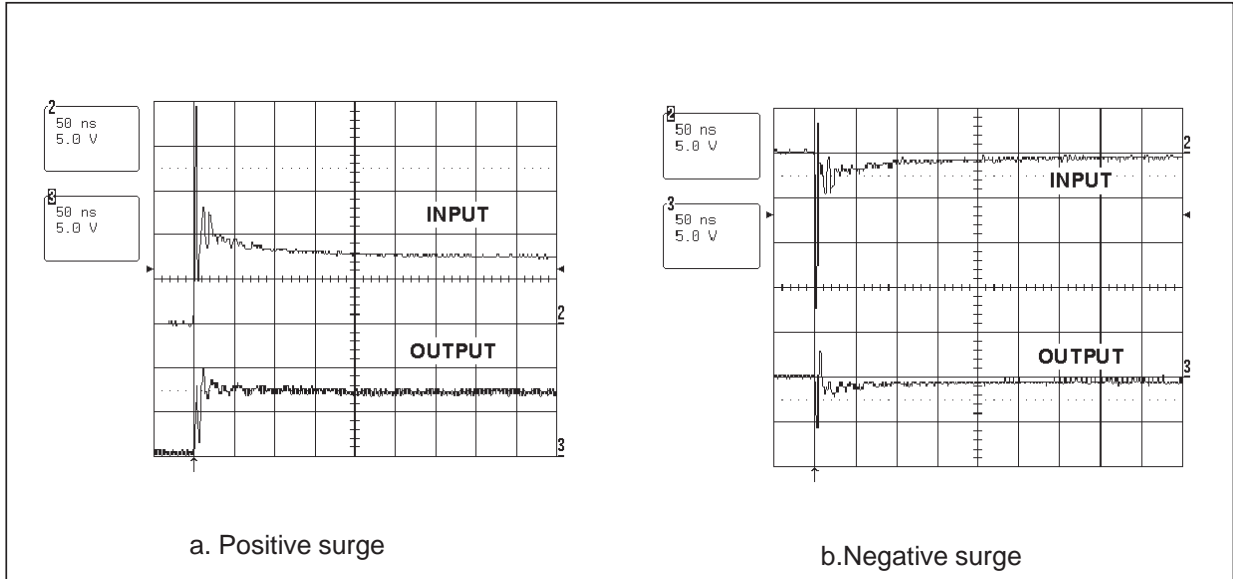 2
50 ns
5.0 V
3
50 ns
5.0 V
INPUT
2
OUTPUT
3
a. Positive surge
2
50 ns
5.0 V
3
50 ns
5.0 V
2
INPUT
OUTPUT
3
b.Negative surge